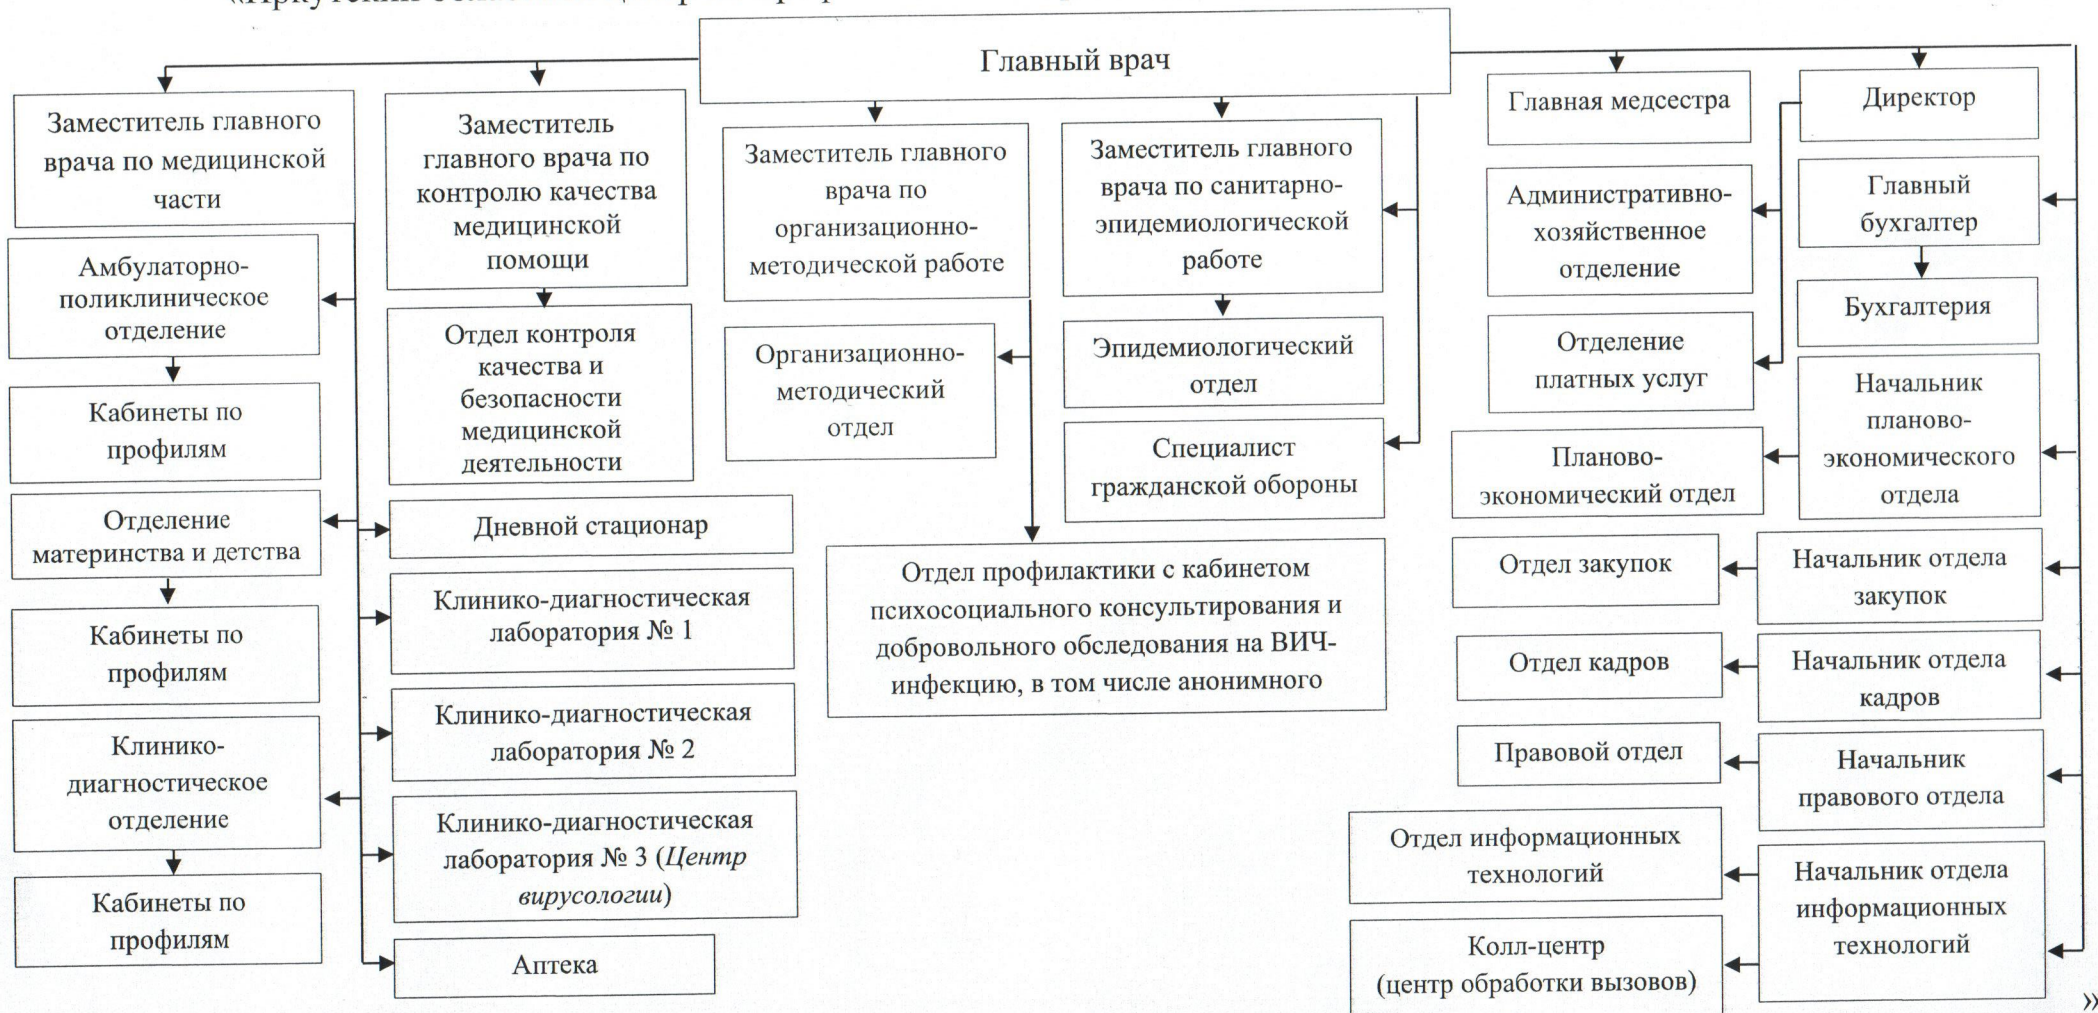 Главный врач
Заместитель главного
врача по медицинской
части
Амбулаторно-
поликлиническое
отделение
Кабинеты по
профилям
Отделение
материнства и детства
Кабинеты по
профилям
Клинико-
диагностическое
отделение
Кабинеты по
профилям
Заместитель
главного врача по
контролю качества
медицинской
помощи
Отдел контроля
качества и
безопасности
медицинской
деятельности
Дневной стационар
Клинико-диагностическая
лаборатория № 1
Клинико-диагностическая
лаборатория № 2
Клинико-диагностическая
лаборатория № 3 (Центр
вирусологии)
Аптека
Заместитель главного
врача по
организационно-
методической работе
Организационно-
методический
отдел
Отдел профилактики с кабинетом
психосоциального консультирования и
добровольного обследования на ВИЧ-
инфекцию, в том числе анонимного
Заместитель главного
врача по санитарно-
эпидемиологической
работе
Эпидемиологический
отдел
Специалист
гражданской обороны
Главная медсестра
Административно-
хозяйственное
отделение
Отделение
платных услуг
Планово-
экономический отдел
Отдел закупок
Отдел кадров
Правовой отдел
Отдел информационных
технологий
Колл-центр
(центр обработки вызовов)
Директор
Главный
бухгалтер
Бухгалтерия
Начальник
планово-
экономического
отдела
Начальник отдела
закупок
Начальник отдела
кадров
Начальник
правового отдела
Начальник отдела
информационных
технологий
»